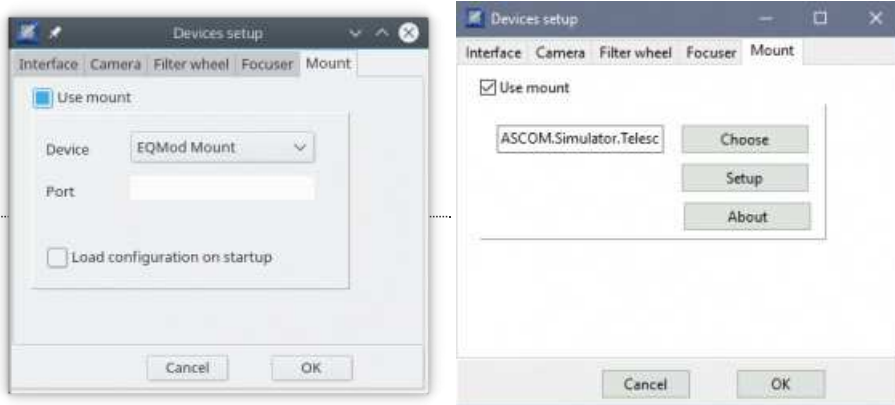 Devices setup
Interface Camera Filter wheel Focuser Mount
Use mount
Device EQMod Mount
Port
Load configuration on startup
Cancel OK
Devices setup
Interface Camera Filter wheel Focuser Mount
Use mount
ASCOM.Simulator.Telesc Choose
Setup
About
Cancel OK